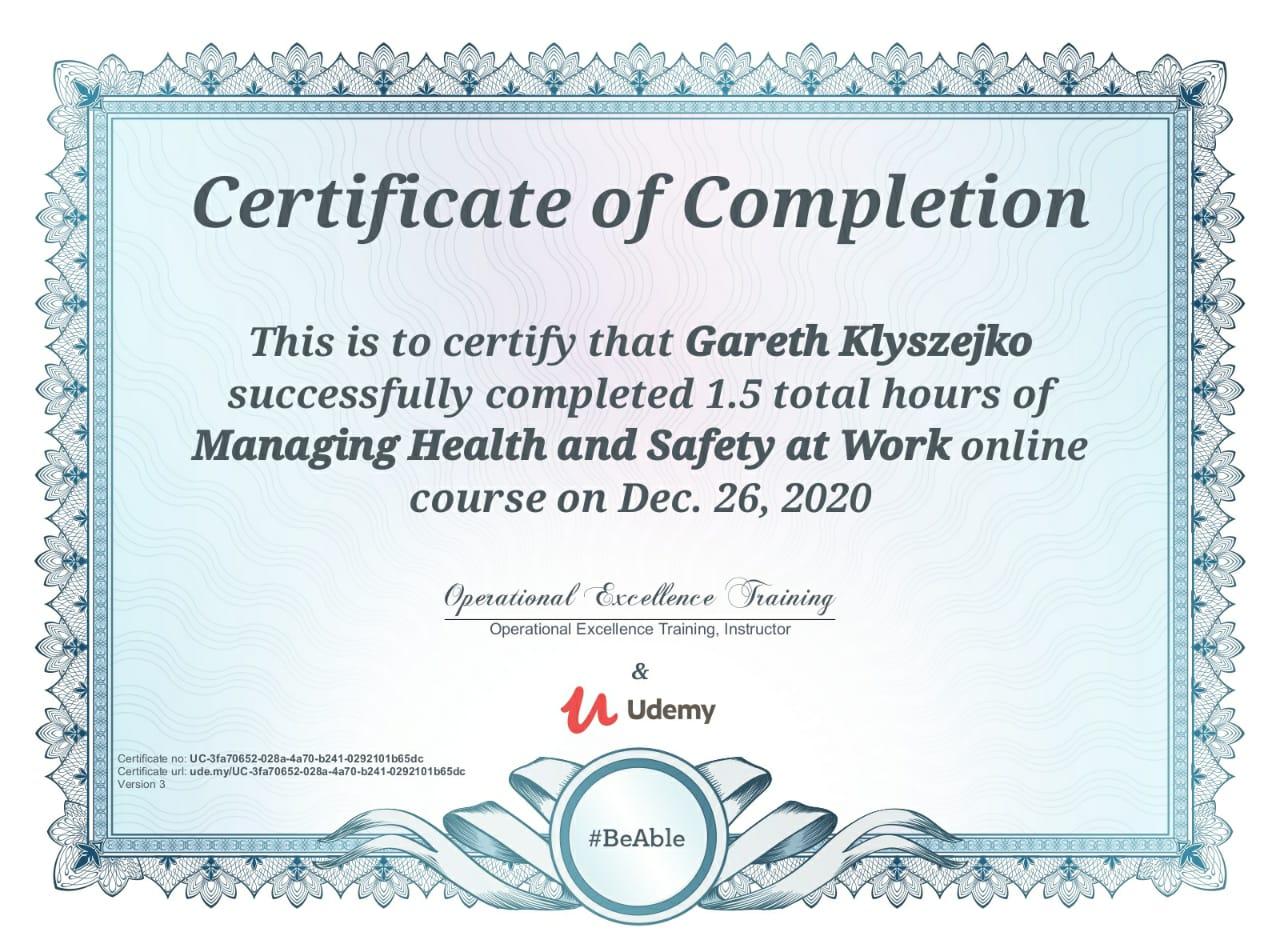 Certificate of Completion
This is to certify that Gareth Klyszejko
successfully completed 1.5 total hours of
Managing Health and Safety at Work online
course on Dec. 26, 2020
Operational Excellence Training
Operational Excellence Training, Instructor
&
Udemy
Certificate no: UC-3fa70652-028a-4a70-b241-0292101b65dc
Certificate url: ude.my/UC-3fa70652-028a-4a70-b241-0292101b65dc
Version 3
#BeAble